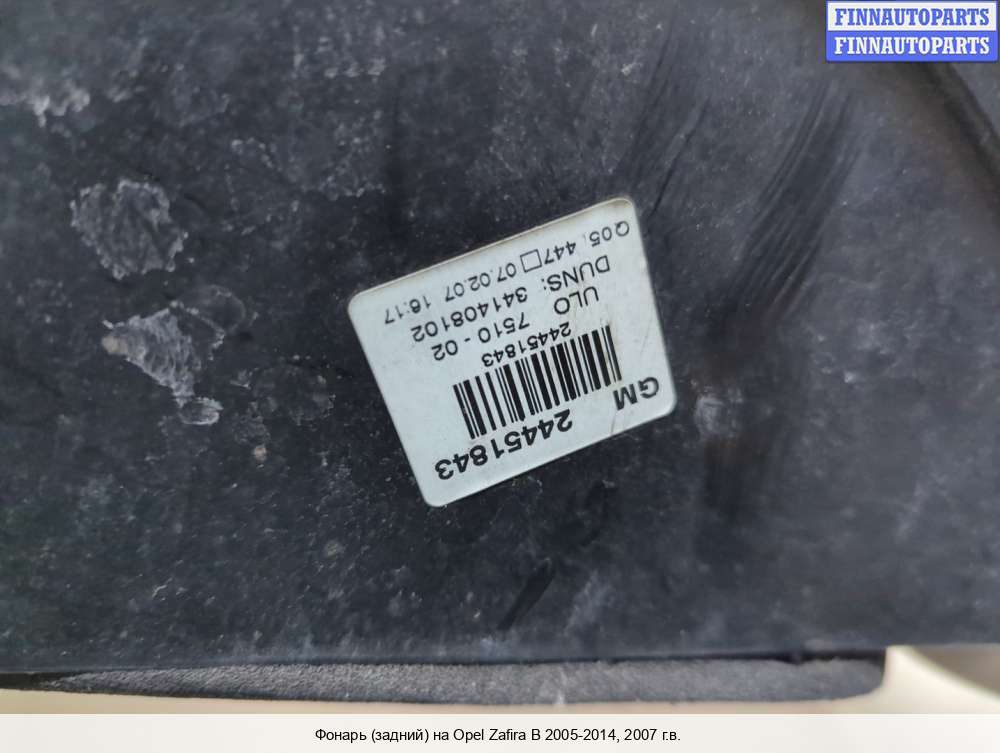 FINNAUTOPARTS
FINNAUTOPARTS
GM 24451843
24451843
ULO 7510 - 02
DUNS: 341408102
Q05: 447□ 07.02.07 16:17
Фонарь (задний) на Opel Zafira B 2005-2014, 2007 г.в.